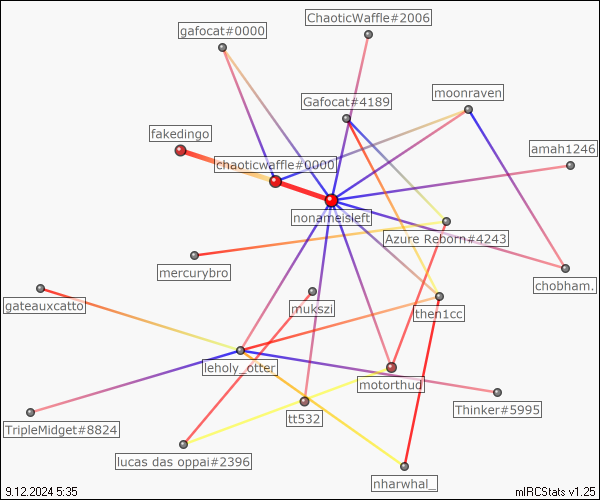 ChaoticWaffle#2006
gafocat#0000
moonraven
Gafocat#4189
fakedingo
amah1246
chaoticwaffle#0000
nonameisleft
Azure Reborn#4243
mercurybro
chobham.
gateauxcatto
mukszi
then1cc
leholy_otter
motorthud
Thinker#5995
tt532
TripleMidget#8824
lucas das oppai#2396
nharwhal_
9.12.2024 5:35
mIRCStats v1.25